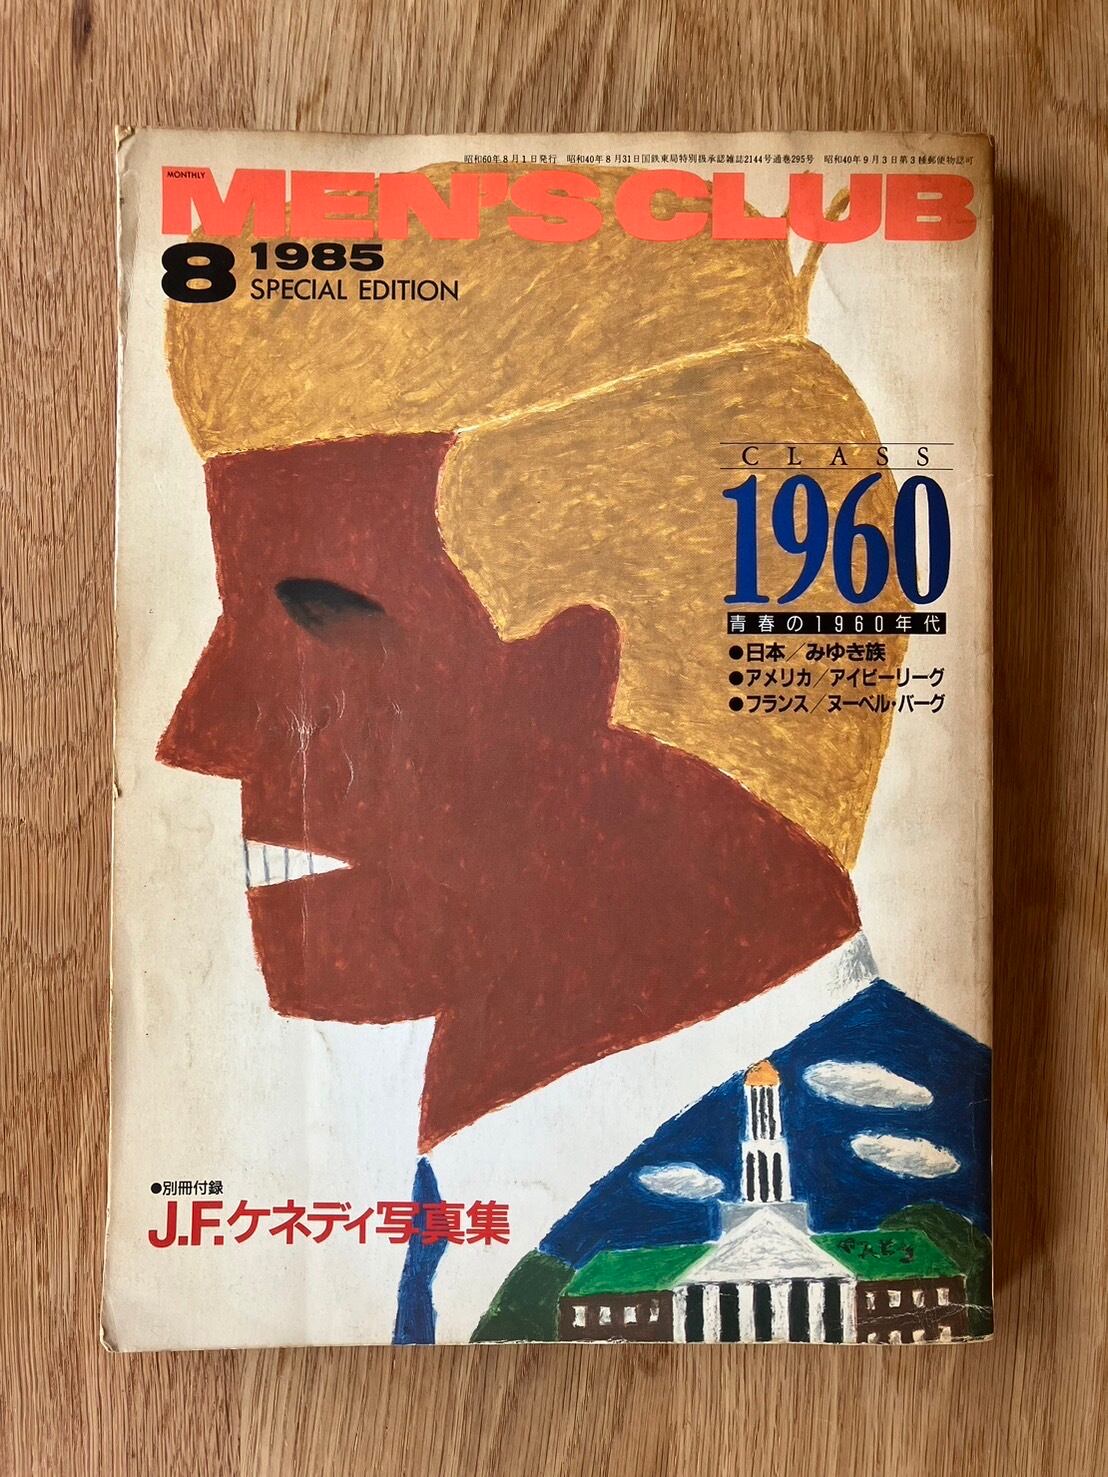 昭和60年8月1日発行 昭和40年8月31日国鉄東局特別扱承認雑誌2144号通巻295号 昭和40年9月3日第3種郵便物認可
MONTHLY
MEN'S CLUB
8 1985
SPECIAL EDITION
CLASS
1960
青春の1960年代
●日本/みゆき族
●アメリカ/アイビーリーグ
●フランス/ヌーベル・バーグ
●別冊付録
J.F.ケネディ写真集